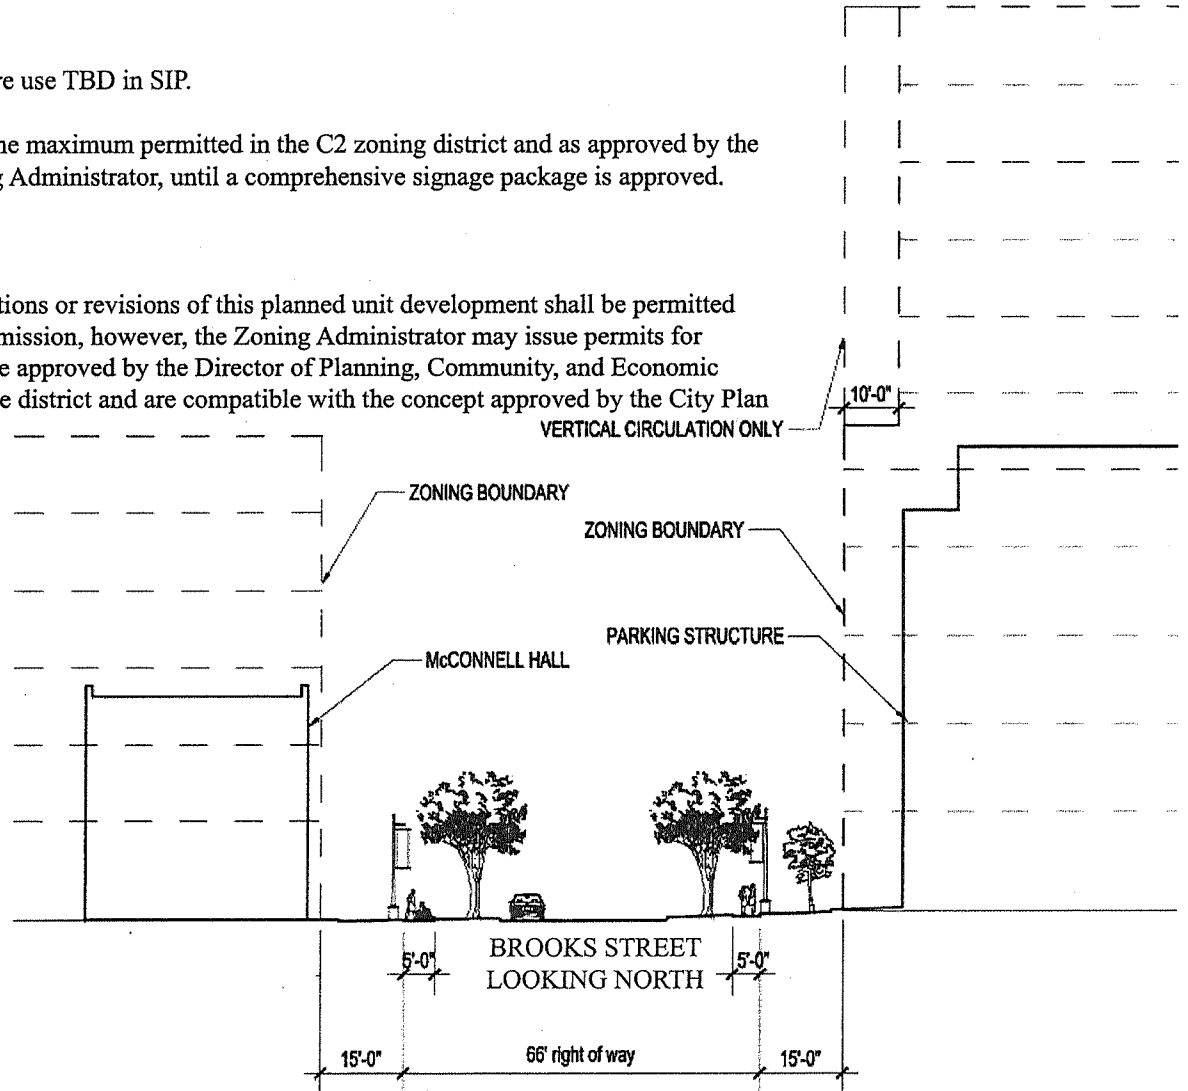 re use TBD in SIP.
ne maximum permitted in the C2 zoning district and as approved by the
g Administrator, until a comprehensive signage package is approved.
tions or revisions of this planned unit development shall be permitted
mission, however, the Zoning Administrator may issue permits for
e approved by the Director of Planning, Community, and Economic
e district and are compatible with the concept approved by the City Plan
10'-0"
VERTICAL CIRCULATION ONLY
ZONING BOUNDARY
ZONING BOUNDARY
PARKING STRUCTURE
McCONNELL HALL
5'-0"
BROOKS STREET
LOOKING NORTH
5'-0"
15'-0"
66' right of way
15'-0"